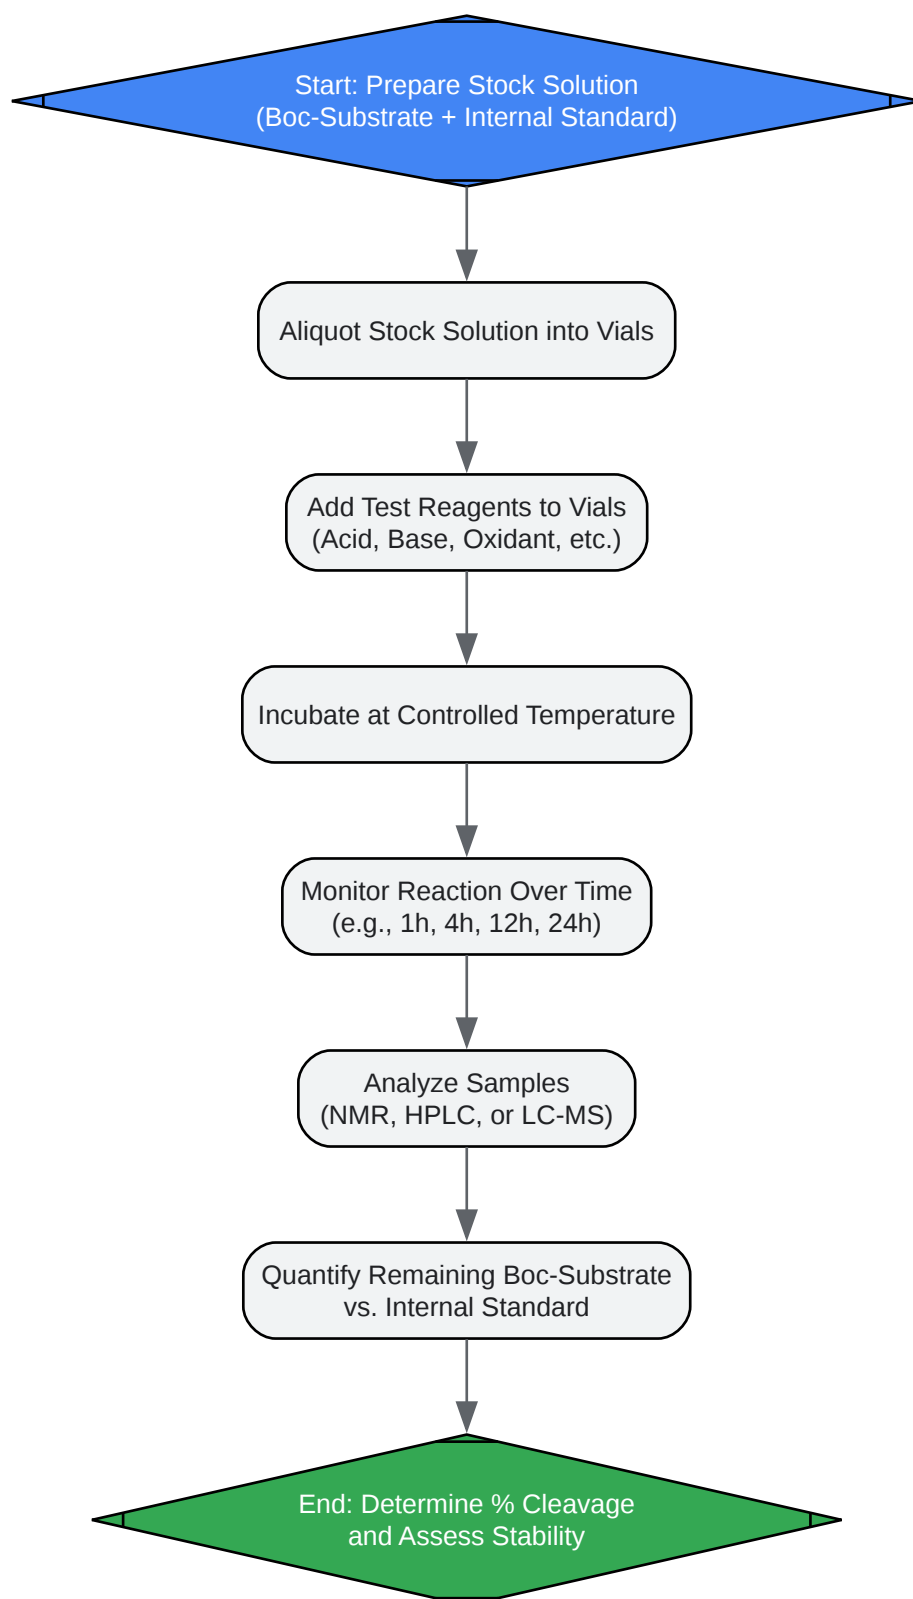 Start: Prepare Stock Solution
(Boc-Substrate + Internal Standard)
Aliquot Stock Solution into Vials
Add Test Reagents to Vials
(Acid, Base, Oxidant, etc.)
Incubate at Controlled Temperature
Monitor Reaction Over Time
(e.g., 1h, 4h, 12h, 24h)
Analyze Samples
(NMR, HPLC, or LC-MS)
Quantify Remaining Boc-Substrate
vs. Internal Standard
End: Determine % Cleavage
and Assess Stability